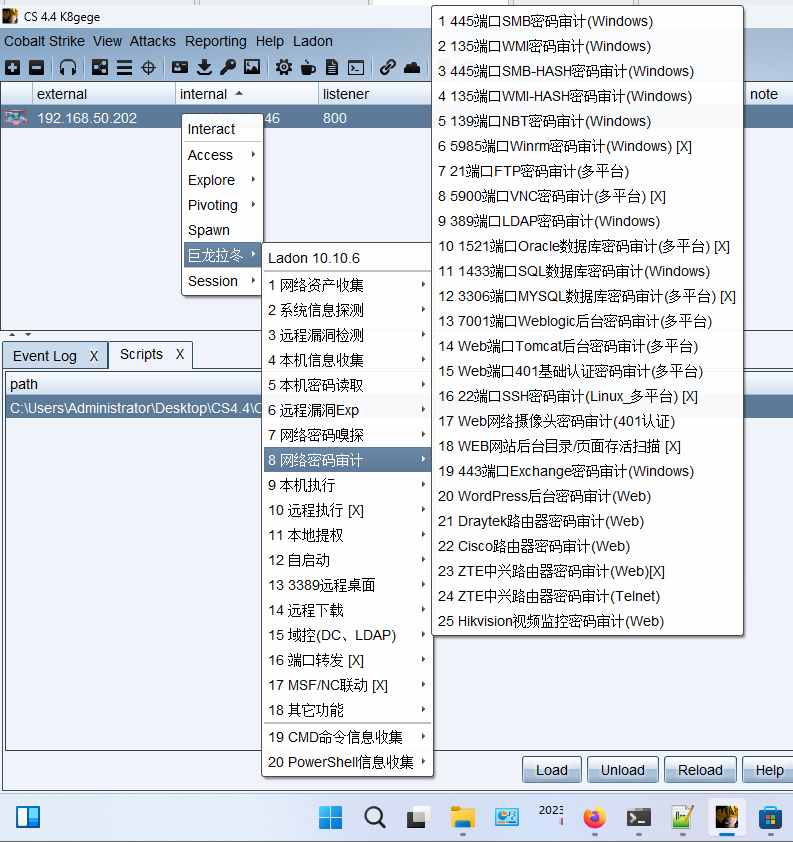 CS 4.4 K8gege
Cobalt Strike View Attacks Reporting Help Ladon
external internal listener note
192.168.50.202 46 800
Interact
Access
Explore
Pivoting
Spawn
巨龙拉冬
Session
Ladon 10.10.6
1 网络资产收集
2 系统信息探测
3 远程漏洞检测
4 本机信息收集
5 本机密码读取
6 远程漏洞Exp
7 网络密码嗅探
8 网络密码审计
9 本机执行
10 远程执行 [X]
11 本地提权
12 自启动
13 3389远程桌面
14 远程下载
15 域控(DC、LDAP)
16 端口转发 [X]
17 MSF/NC联动 [X]
18 其它功能
19 CMD命令信息收集
20 PowerShell信息收集
1 445端口SMB密码审计(Windows)
2 135端口WMI密码审计(Windows)
3 445端口SMB-HASH密码审计(Windows)
4 135端口WMI-HASH密码审计(Windows)
5 139端口NBT密码审计(Windows)
6 5985端口Winrm密码审计(Windows) [X]
7 21端口FTP密码审计(多平台)
8 5900端口VNC密码审计(多平台) [X]
9 389端口LDAP密码审计(Windows)
10 1521端口Oracle数据库密码审计(多平台) [X]
11 1433端口SQL数据库密码审计(Windows)
12 3306端口MYSQL数据库密码审计(多平台) [X]
13 7001端口Weblogic后台密码审计(多平台)
14 Web端口Tomcat后台密码审计(多平台)
15 Web端口401基础认证密码审计(多平台)
16 22端口SSH密码审计(Linux_多平台) [X]
17 Web网络摄像头密码审计(401认证)
18 WEB网站后台目录/页面存活扫描 [X]
19 443端口Exchange密码审计(Windows)
20 WordPress后台密码审计(Web)
21 Draytek路由器密码审计(Web)
22 Cisco路由器密码审计(Web)
23 ZTE中兴路由器密码审计(Web)[X]
24 ZTE中兴路由器密码审计(Telnet)
25 Hikvision视频监控密码审计(Web)
Event Log X Scripts X
path
C:\Users\Administrator\Desktop\CS4.4\
Load Unload Reload Help
2023